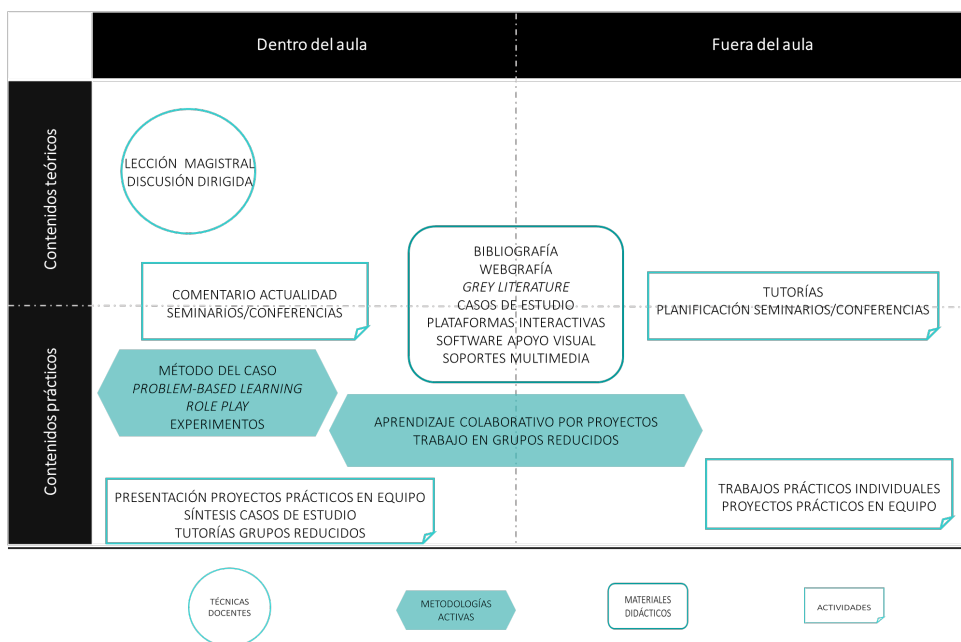 Dentro del aula
Fuera del aula
Contenidos teóricos
LECCIÓN MAGISTRAL
DISCUSIÓN DIRIGIDA
BIBLIOGRAFÍA
WEBGRAFÍA
GREY LITERATURE
CASOS DE ESTUDIO
PLATAFORMAS INTERACTIVAS
SOFTWARE APOYO VISUAL
SOPORTES MULTIMEDIA
COMENTARIO ACTUALIDAD
SEMINARIOS/CONFERENCIAS
TUTORÍAS
PLANIFICACIÓN SEMINARIOS/CONFERENCIAS
Contenidos prácticos
MÉTODO DEL CASO
PROBLEM-BASED LEARNING
ROLE PLAY
EXPERIMENTOS
APRENDIZAJE COLABORATIVO POR PROYECTOS
TRABAJO EN GRUPOS REDUCIDOS
PRESENTACIÓN PROYECTOS PRÁCTICOS EN EQUIPO
SÍNTESIS CASOS DE ESTUDIO
TUTORÍAS GRUPOS REDUCIDOS
TRABAJOS PRÁCTICOS INDIVIDUALES
PROYECTOS PRÁCTICOS EN EQUIPO
TÉCNICAS
DOCENTES
METODOLOGÍAS
ACTIVAS
MATERIALES
DIDÁCTICOS
ACTIVIDADES